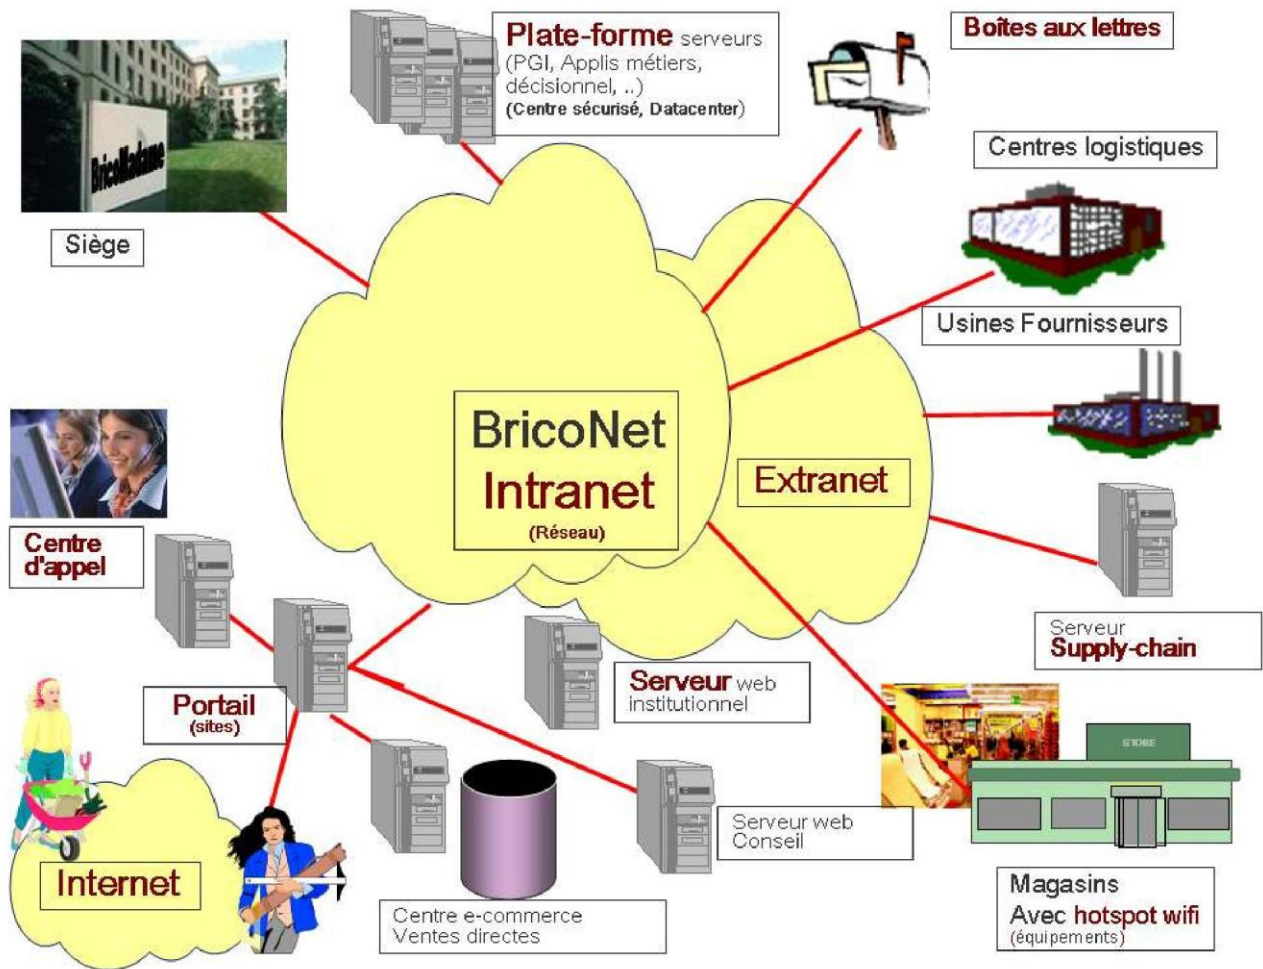 Plate-forme serveurs
(PGI, Applis métiers,
décisionnel, ..)
(Centre sécurisé, Datacenter)
Boîtes aux lettres
BricoMadame
Siège
Centres logistiques
Usines Fournisseurs
BricoNet
Intranet
(Réseau)
Extranet
Centre
d'appel
Serveur
Supply-chain
Portail
(sites)
Serveur web
institutionnel
STORE
Serveur web
Conseil
Internet
Centre e-commerce
Ventes directes
Magasins
Avec hotspot wifi
(équipements)